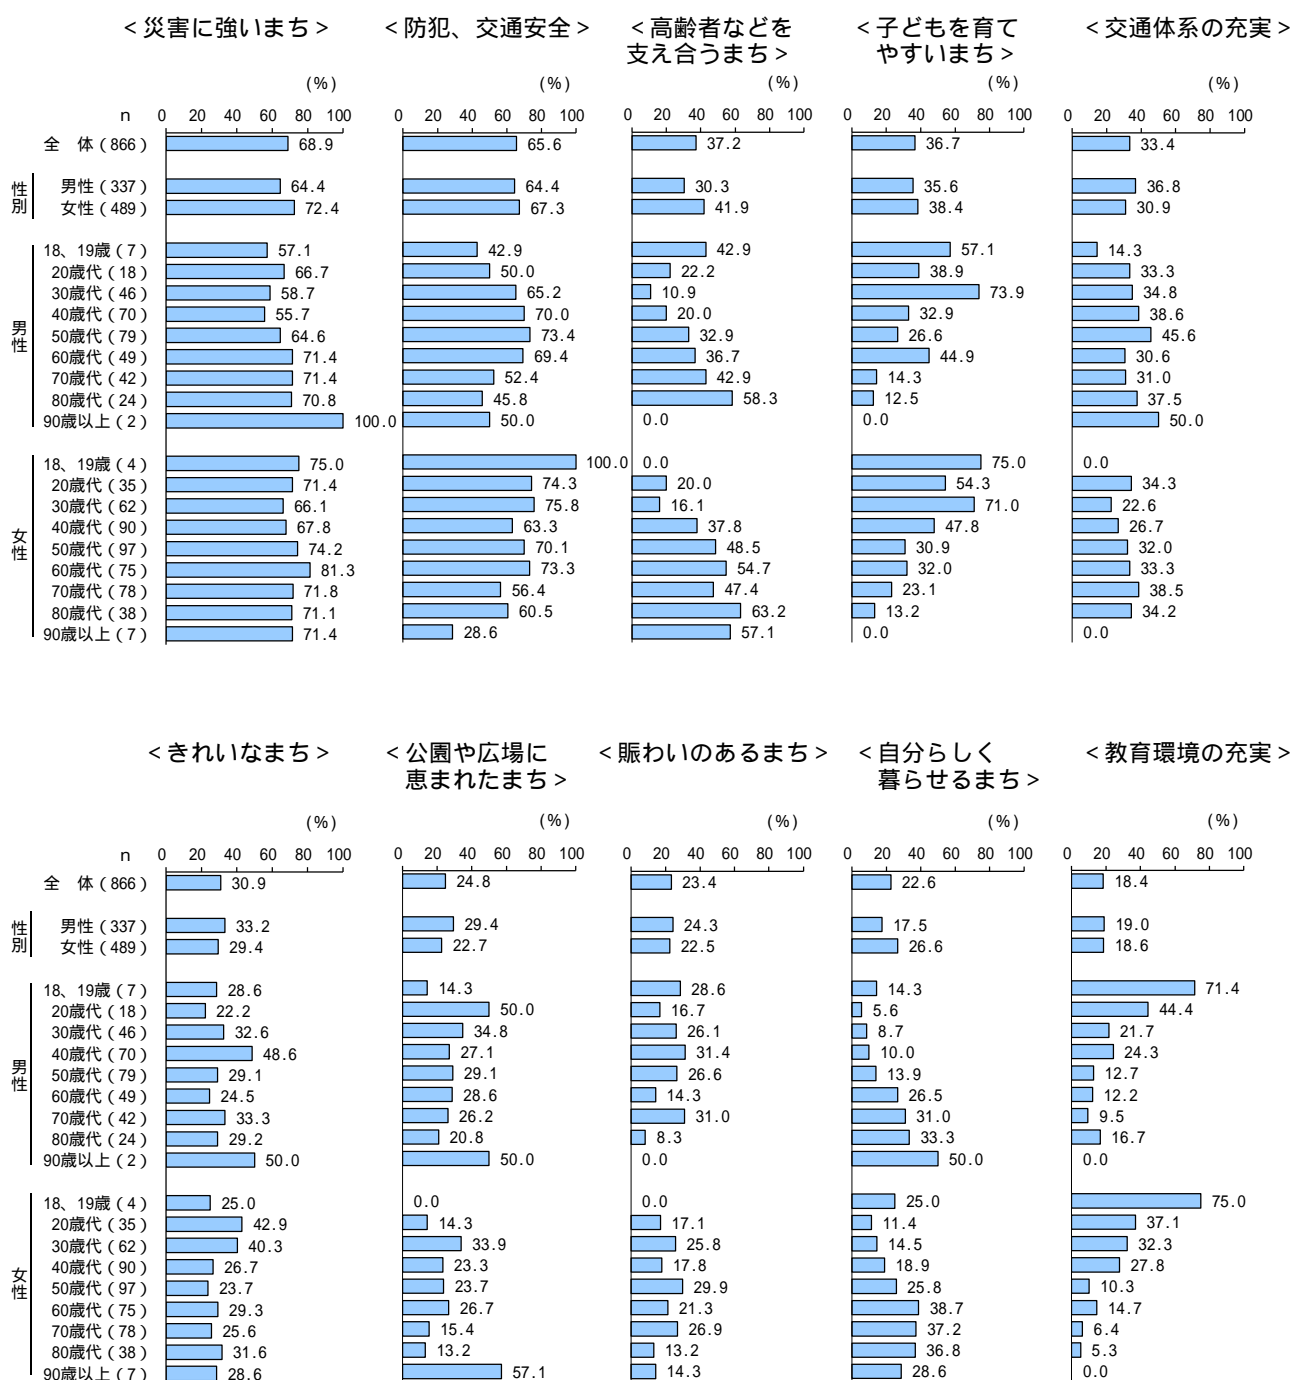 ＜災害に強いまち＞ ＜防犯、交通安全＞ ＜高齢者などを ＜子どもを育て ＜交通体系の充実＞
支え合うまち＞ やすいまち＞
(%) (%) (%) (%) (%)
n 0 20 40 60 80 100 0 20 40 60 80 100 0 20 40 60 80 100 0 20 40 60 80 100 0 20 40 60 80 100
全 体(866) 68.9 65.6 37.2 36.7 33.4
性別
男性(337) 64.4 64.4 30.3 35.6 36.8
女性(489) 72.4 67.3 41.9 38.4 30.9
男性
18、19歳(7) 57.1 42.9 42.9 57.1 14.3
20歳代(18) 66.7 50.0 22.2 38.9 33.3
30歳代(46) 58.7 65.2 10.9 73.9 34.8
40歳代(70) 55.7 70.0 20.0 32.9 38.6
50歳代(79) 64.6 73.4 32.9 26.6 45.6
60歳代(49) 71.4 69.4 36.7 44.9 30.6
70歳代(42) 71.4 52.4 42.9 14.3 31.0
80歳代(24) 70.8 45.8 58.3 12.5 37.5
90歳以上(2) 100.0 50.0 0.0 0.0 50.0
女性
18、19歳(4) 75.0 100.0 0.0 75.0 0.0
20歳代(35) 71.4 74.3 20.0 54.3 34.3
30歳代(62) 66.1 75.8 16.1 71.0 22.6
40歳代(90) 67.8 63.3 37.8 47.8 26.7
50歳代(97) 74.2 70.1 48.5 30.9 32.0
60歳代(75) 81.3 73.3 54.7 32.0 33.3
70歳代(78) 71.8 56.4 47.4 23.1 38.5
80歳代(38) 71.1 60.5 63.2 13.2 34.2
90歳以上(7) 71.4 28.6 57.1 0.0 0.0
＜きれいなまち＞ ＜公園や広場に ＜賑わいのあるまち＞ ＜自分らしく ＜教育環境の充実＞
恵まれたまち＞ 暮らせるまち＞
(%) (%) (%) (%) (%)
n 0 20 40 60 80 100 0 20 40 60 80 100 0 20 40 60 80 100 0 20 40 60 80 100 0 20 40 60 80 100
全 体(866) 30.9 24.8 23.4 22.6 18.4
性別
男性(337) 33.2 29.4 24.3 17.5 19.0
女性(489) 29.4 22.7 22.5 26.6 18.6
男性
18、19歳(7) 28.6 14.3 28.6 14.3 71.4
20歳代(18) 22.2 50.0 16.7 5.6 44.4
30歳代(46) 32.6 34.8 26.1 8.7 21.7
40歳代(70) 48.6 27.1 31.4 10.0 24.3
50歳代(79) 29.1 29.1 26.6 13.9 12.7
60歳代(49) 24.5 28.6 14.3 26.5 12.2
70歳代(42) 33.3 26.2 31.0 31.0 9.5
80歳代(24) 29.2 20.8 8.3 33.3 16.7
90歳以上(2) 50.0 50.0 0.0 50.0 0.0
女性
18、19歳(4) 25.0 0.0 0.0 25.0 75.0
20歳代(35) 42.9 14.3 17.1 11.4 37.1
30歳代(62) 40.3 33.9 25.8 14.5 32.3
40歳代(90) 26.7 23.3 17.8 18.9 27.8
50歳代(97) 23.7 23.7 29.9 25.8 10.3
60歳代(75) 29.3 26.7 21.3 38.7 14.7
70歳代(78) 25.6 15.4 26.9 37.2 6.4
80歳代(38) 31.6 13.2 13.2 36.8 5.3
90歳以上(7) 28.6 57.1 14.3 28.6 0.0